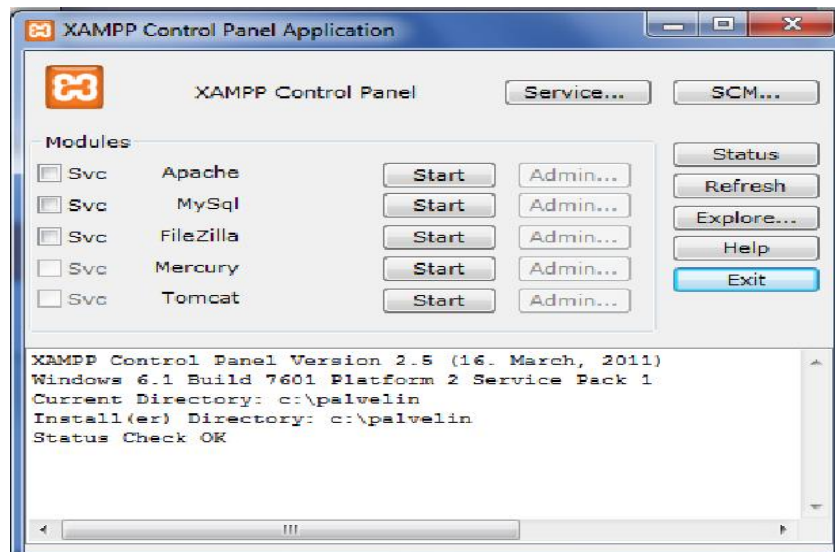 XAMPP Control Panel Application
XAMPP Control Panel Service... SCM...
Modules
Status
Svc Apache Start Admin...
Refresh
Svc MySql Start Admin...
Explore...
Svc FileZilla Start Admin...
Help
Svc Mercury Start Admin...
Exit
Svc Tomcat Start Admin...
XAMPP Control Panel Version 2.5 (16. March, 2011)
Windows 6.1 Build 7601 Platform 2 Service Pack 1
Current Directory: c:\palvelin
Install(er) Directory: c:\palvelin
Status Check OK